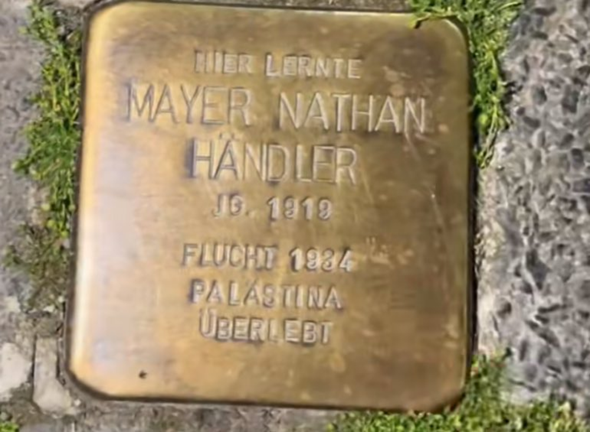 HIER LERNTE
MAYER NATHAN
HÄNDLER
JG. 1919
FLUCHT 1934
PALÄSTINA
ÜBERLEBT